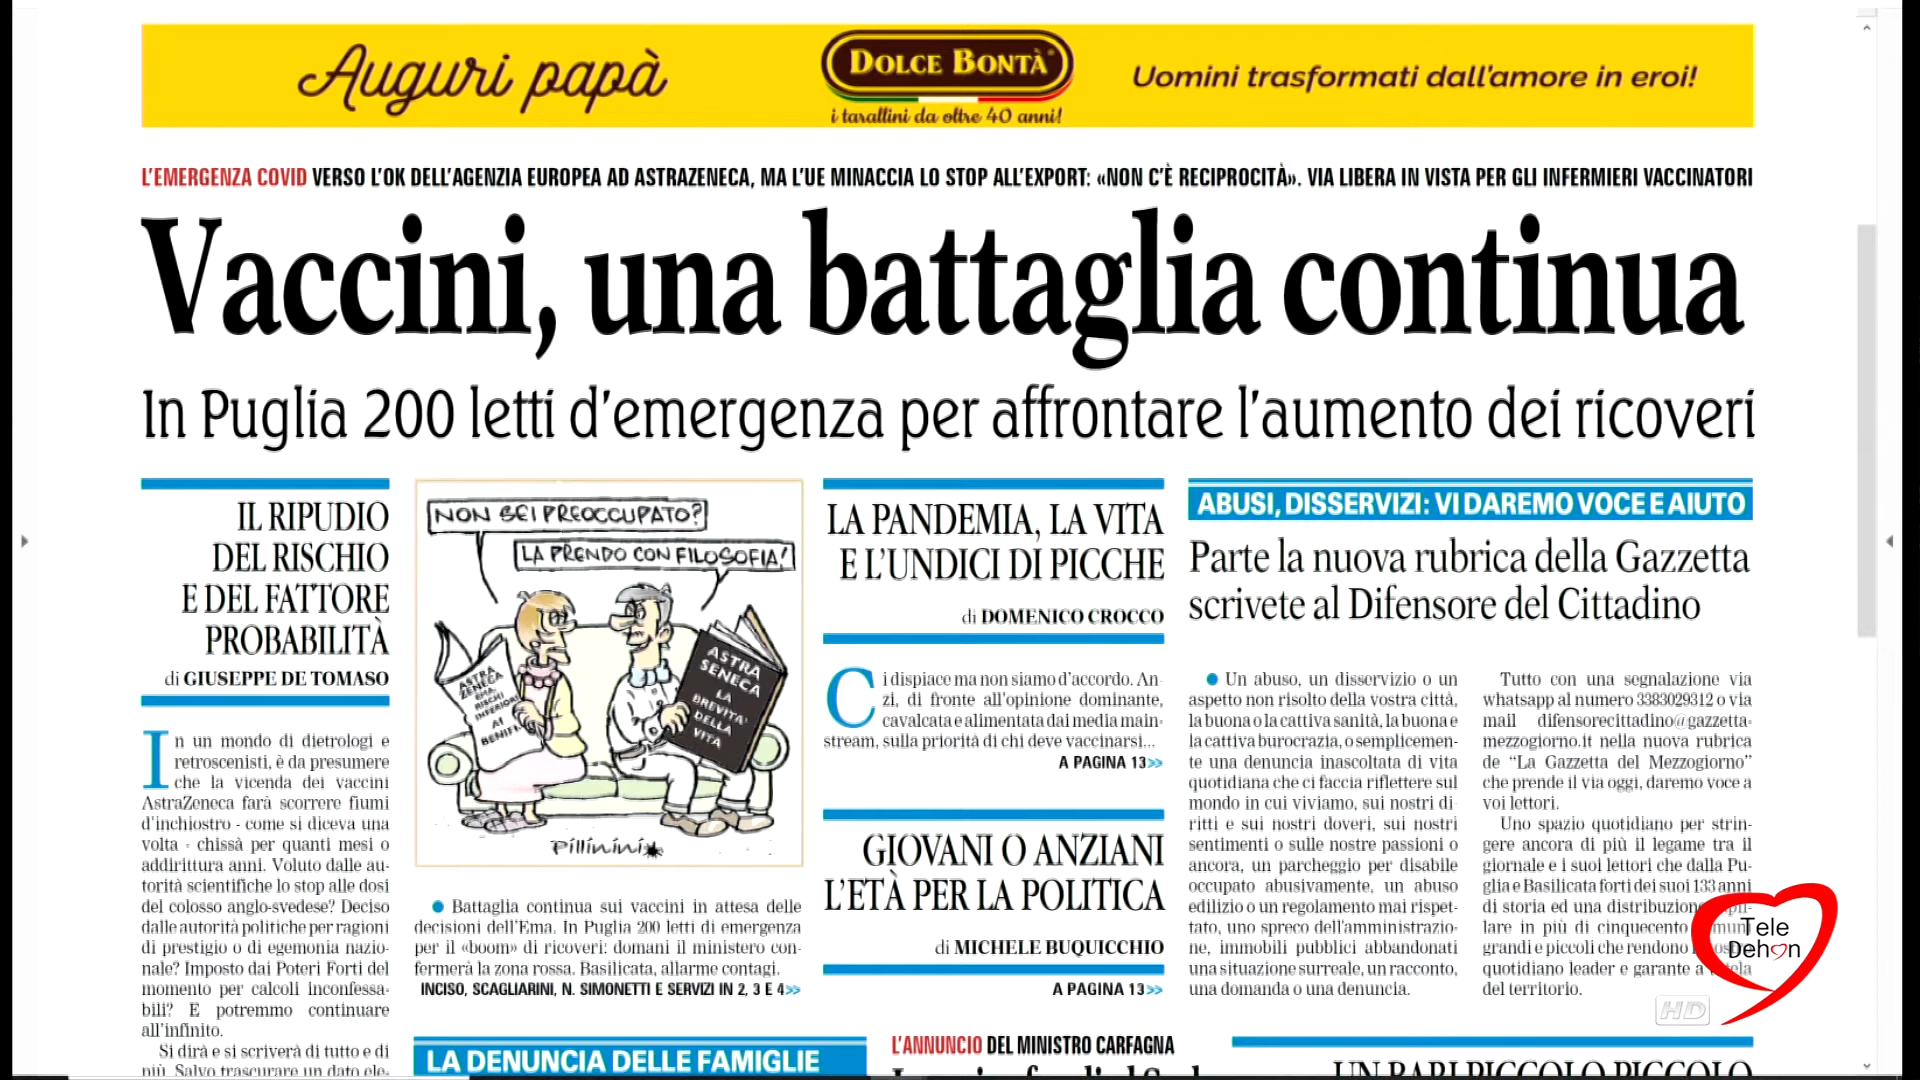 Auguri papà
DOLCE BONTÀ®
i tarallini da oltre 40 anni!
Uomini trasformati dall'amore in eroi!
L'EMERGENZA COVID VERSO L'OK DELL'AGENZIA EUROPEA AD ASTRAZENECA, MA L'UE MINACCIA LO STOP ALL'EXPORT: «NON C'È RECIPROCITÀ». VIA LIBERA IN VISTA PER GLI INFERMIERI VACCINATORI
Vaccini, una battaglia continua
In Puglia 200 letti d'emergenza per affrontare l'aumento dei ricoveri
IL RIPUDIO
DEL RISCHIO
E DEL FATTORE
PROBABILITÀ
di GIUSEPPE DE TOMASO
In un mondo di dietrologi e
retroscenisti, è da presumere
che la vicenda dei vaccini
AstraZeneca farà scorrere fiumi
d'inchiostro - come si diceva una
volta - chissà per quanti mesi o
addirittura anni. Voluto dalle au-
torità scientifiche lo stop alle dosi
del colosso anglo-svedese? Deciso
dalle autorità politiche per ragioni
di prestigio o di egemonia nazio-
nale? Imposto dai Poteri Forti del
momento per calcoli inconfessa-
bili? E potremmo continuare
all'infinito.
Si dirà e si scriverà di tutto e di
più. Salvo trascurare un dato ele-
NON SEI PREOCCUPATO?
LA PRENDO CON FILOSOFIA!
ASTRA
ZENECA
EMA:
RISCHI
INFERIORI
AI
BENIFI
ASTRA
SENECA
LA
BREVITA'
DELLA
VITA
Pillinini
● Battaglia continua sui vaccini in attesa delle
decisioni dell'Ema. In Puglia 200 letti di emergenza
per il «boom» di ricoveri: domani il ministero con-
fermerà la zona rossa. Basilicata, allarme contagi.
INCISO, SCAGLIARINI, N. SIMONETTI E SERVIZI IN 2, 3 E 4>>
LA DENUNCIA DELLE FAMIGLIE
LA PANDEMIA, LA VITA
E L'UNDICI DI PICCHE
di DOMENICO CROCCO
Ci dispiace ma non siamo d'accordo. An-
zi, di fronte all'opinione dominante,
cavalcata e alimentata dai media main-
stream, sulla priorità di chi deve vaccinarsi...
A PAGINA 13>>
GIOVANI O ANZIANI
L'ETÀ PER LA POLITICA
di MICHELE BUQUICCHIO
A PAGINA 13>>
L'ANNUNCIO DEL MINISTRO CARFAGNA
ABUSI, DISSERVIZI: VI DAREMO VOCE E AIUTO
Parte la nuova rubrica della Gazzetta
scrivete al Difensore del Cittadino
● Un abuso, un disservizio o un
aspetto non risolto della vostra città,
la buona o la cattiva sanità, la buona e
la cattiva burocrazia, o semplicemen-
te una denuncia inascoltata di vita
quotidiana che ci faccia riflettere sul
mondo in cui viviamo, sui nostri di-
ritti e sui nostri doveri, sui nostri
sentimenti o sulle nostre passioni o
ancora, un parcheggio per disabile
occupato abusivamente, un abuso
edilizio o un regolamento mai rispet-
tato, uno spreco dell'amministrazio-
ne, immobili pubblici abbandonati
una situazione surreale, un racconto,
una domanda o una denuncia.
Tutto con una segnalazione via
whatsapp al numero 3383029312 o via
mail difensorecittadino@gazzetta-
mezzogiorno.it nella nuova rubrica
de “La Gazzetta del Mezzogiorno”
che prende il via oggi, daremo voce a
voi lettori.
Uno spazio quotidiano per strin-
gere ancora di più il legame tra il
giornale e i suoi lettori che dalla Pu-
glia e Basilicata forti dei suoi 133 anni
di storia ed una distribuzione
lare in più di cinquecento
grandi e piccoli che rendono
quotidiano leader e garante a
del territorio.
UN BARI PICCOLO PICCOLO
Tele
Dehon
HD